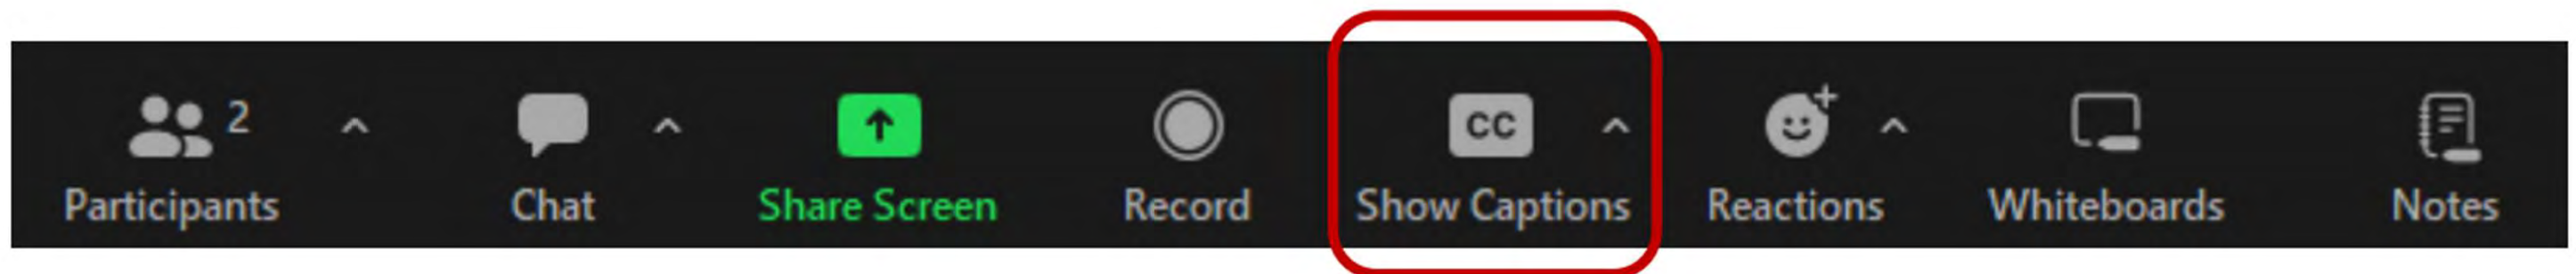 2
CC
Participants
Chat
Share Screen
Record
Show Captions
Reactions
Whiteboards
Notes